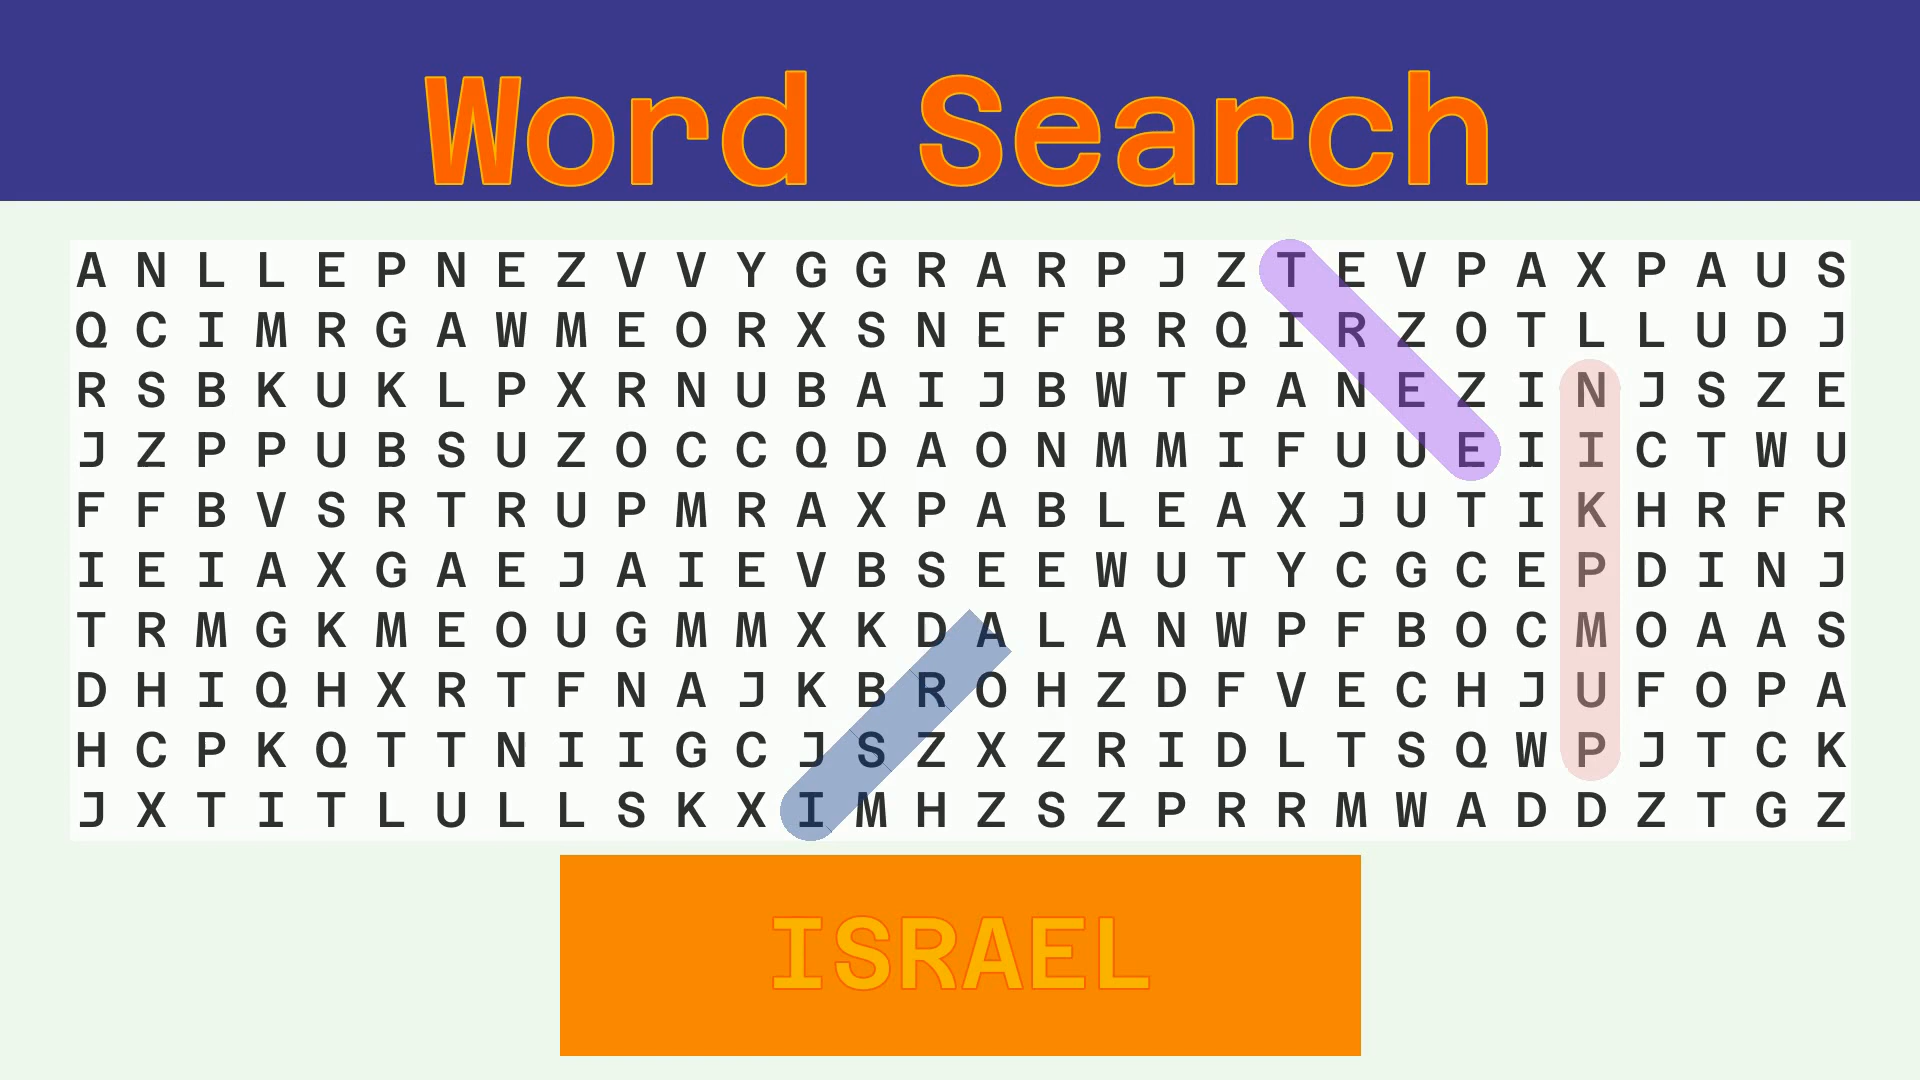 Word Search
A N L L E P N E Z V V Y G G R A R P J Z T E V P A X P A U S
Q C I M R G A W M E O R X S N E F B R Q I R Z O T L L U D J
R S B K U K L P X R N U B A I J B W T P A N E Z I N J S Z E
J Z P P U B S U Z O C C Q D A O N M M I F U U E I I C T W U
F F B V S R T R U P M R A X P A B L E A X J U T I K H R F R
I E I A X G A E J A I E V B S E E W U T Y C G C E P D I N J
T R M G K M E O U G M M X K D A L A N W P F B O C M O A A S
D H I Q H X R T F N A J K B R O H Z D F V E C H J U F O P A
H C P K Q T T N I I G C J S Z X Z R I D L T S Q W P J T C K
J X T I T L U L L S K X I M H Z S Z P R R M W A D D Z T G Z
ISRAEL